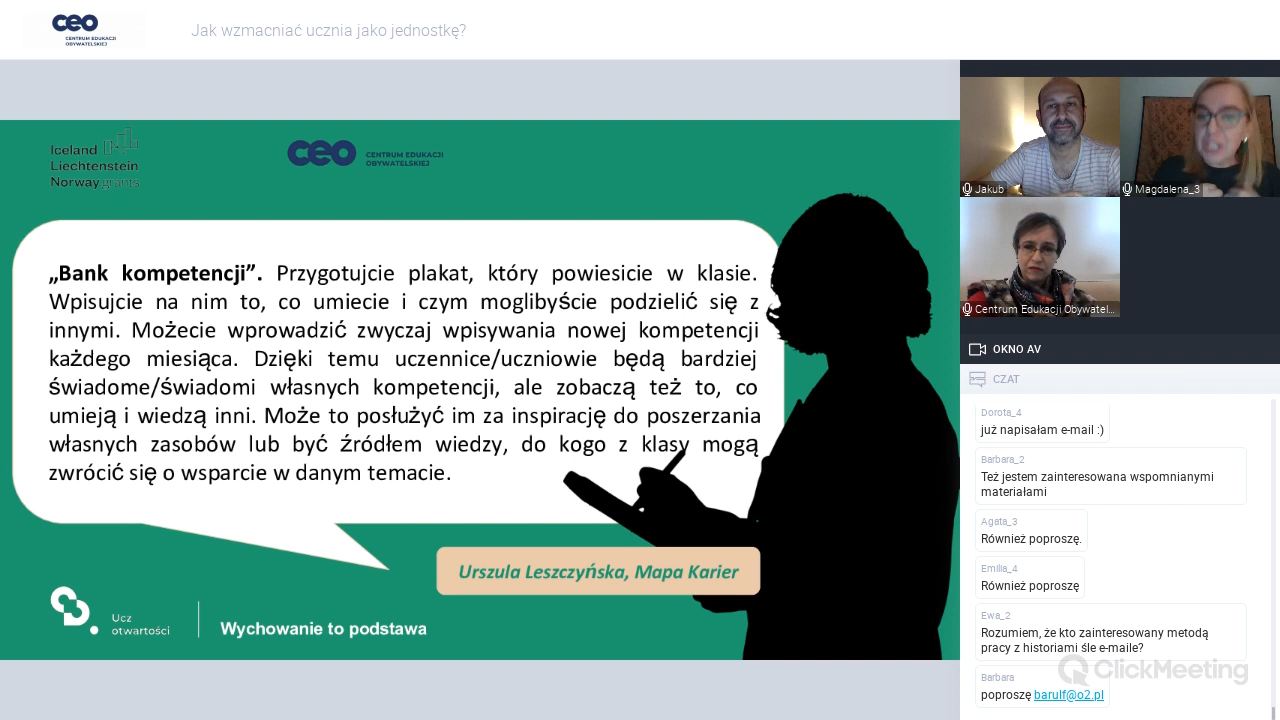 ceo
CENTRUM EDUKACJI
OBYWATELSKIEJ
Jak wzmacniać ucznia jako jednostkę?
Iceland
Liechtenstein
Norway grants
ceo
CENTRUM EDUKACJI
OBYWATELSKIEJ
„Bank kompetencji”. Przygotujcie plakat, który powiesicie w klasie.
Wpisujcie na nim to, co umiecie i czym moglibyście podzielić się z
innymi. Możecie wprowadzić zwyczaj wpisywania nowej kompetencji
każdego miesiąca. Dzięki temu uczennice/uczniowie będą bardziej
świadome/świadomi własnych kompetencji, ale zobaczą też to, co
umieją i wiedzą inni. Może to posłużyć im za inspirację do poszerzania
własnych zasobów lub być źródłem wiedzy, do kogo z klasy mogą
zwrócić się o wsparcie w danym temacie.
Urszula Leszczyńska, Mapa Karier
Ucz
otwartości
Wychowanie to podstawa
Jakub
Magdalena_3
Centrum Edukacji Obywatel...
OKNO AV
CZAT
Dorota_4
już napisałam e-mail :)
Barbara_2
Też jestem zainteresowana wspomnianymi
materiałami
Agata_3
Również poproszę.
Emilia_4
Również poproszę
Ewa_2
Rozumiem, że kto zainteresowany metodą
pracy z historiami śle e-maile?
Barbara
poproszę barulf@o2.pl
ClickMeeting